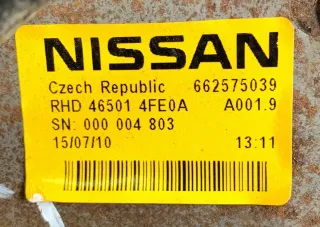 NISSAN
Czech Republic 662575039
RHD 46501 4FE0A A001.9
SN: 000 004 803
15/07/10 13:11